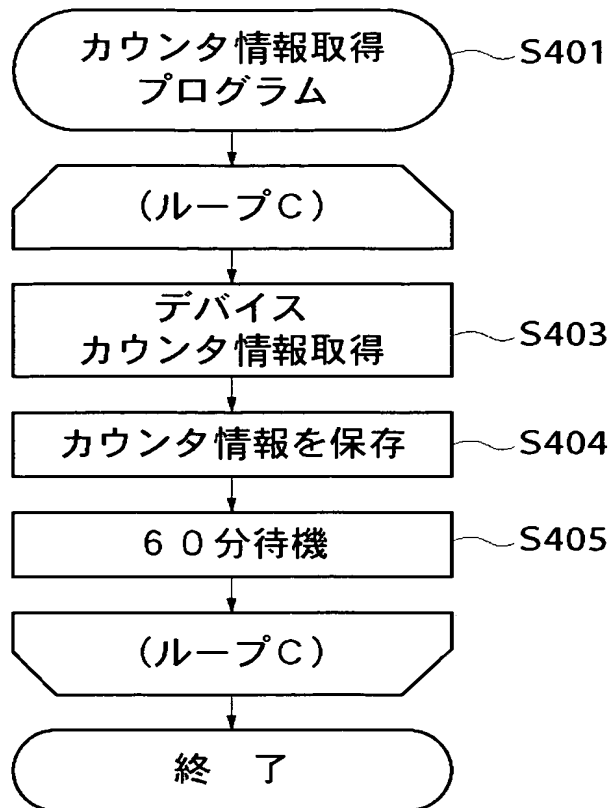 カウンタ情報取得
プログラム
S401
(ループC)
デバイス
カウンタ情報取得
S403
カウンタ情報を保存
S404
60分待機
S405
(ループC)
終 了